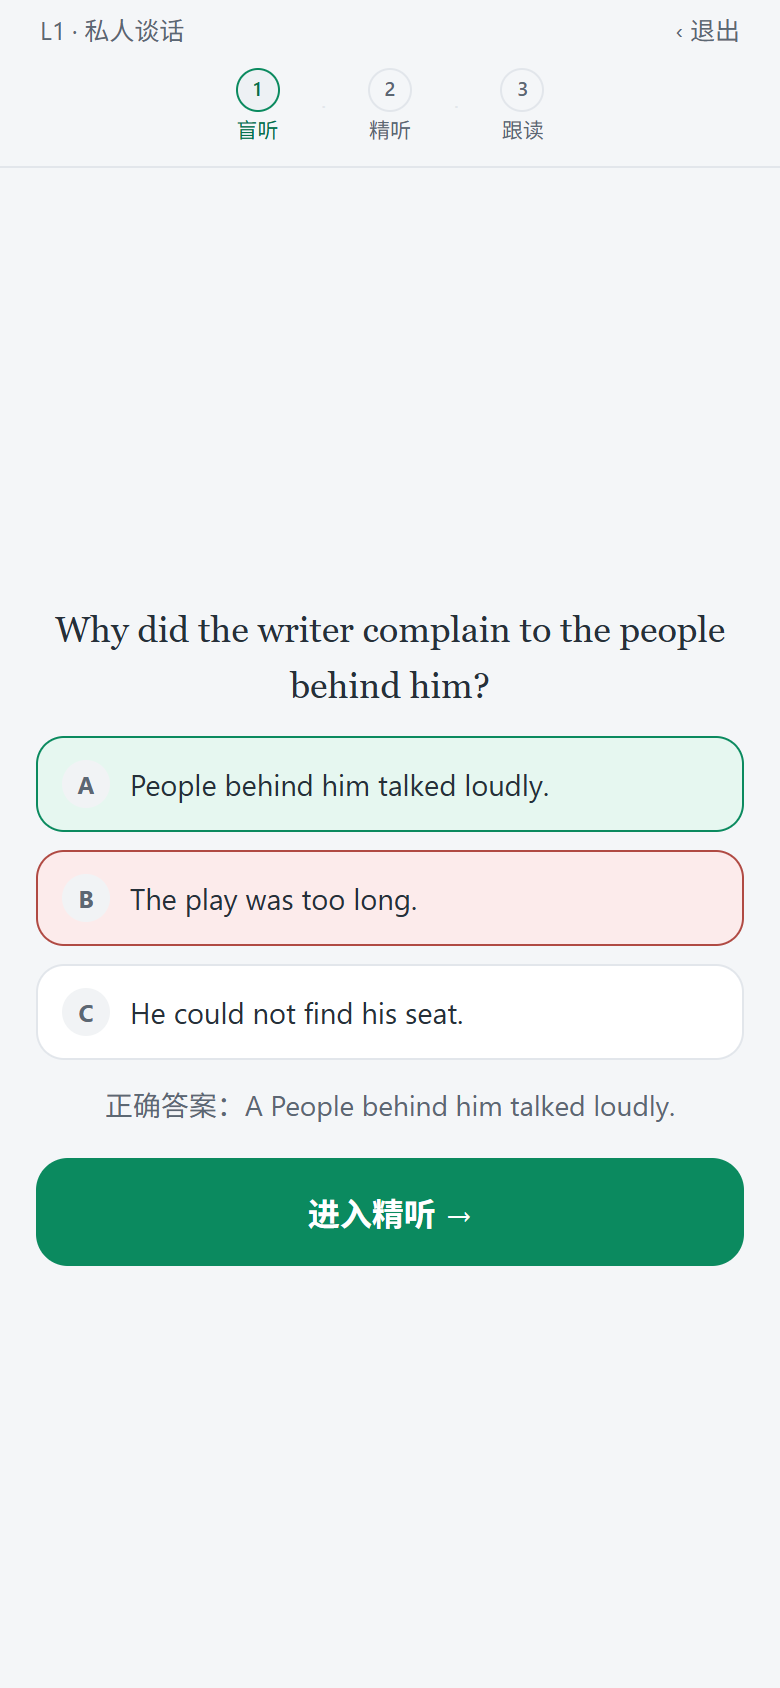 L1 · 私人谈话
‹ 退出
1
2
3
盲听
精听
跟读
Why did the writer complain to the people
behind him?
A People behind him talked loudly.
B The play was too long.
C He could not find his seat.
正确答案：A People behind him talked loudly.
进入精听 →